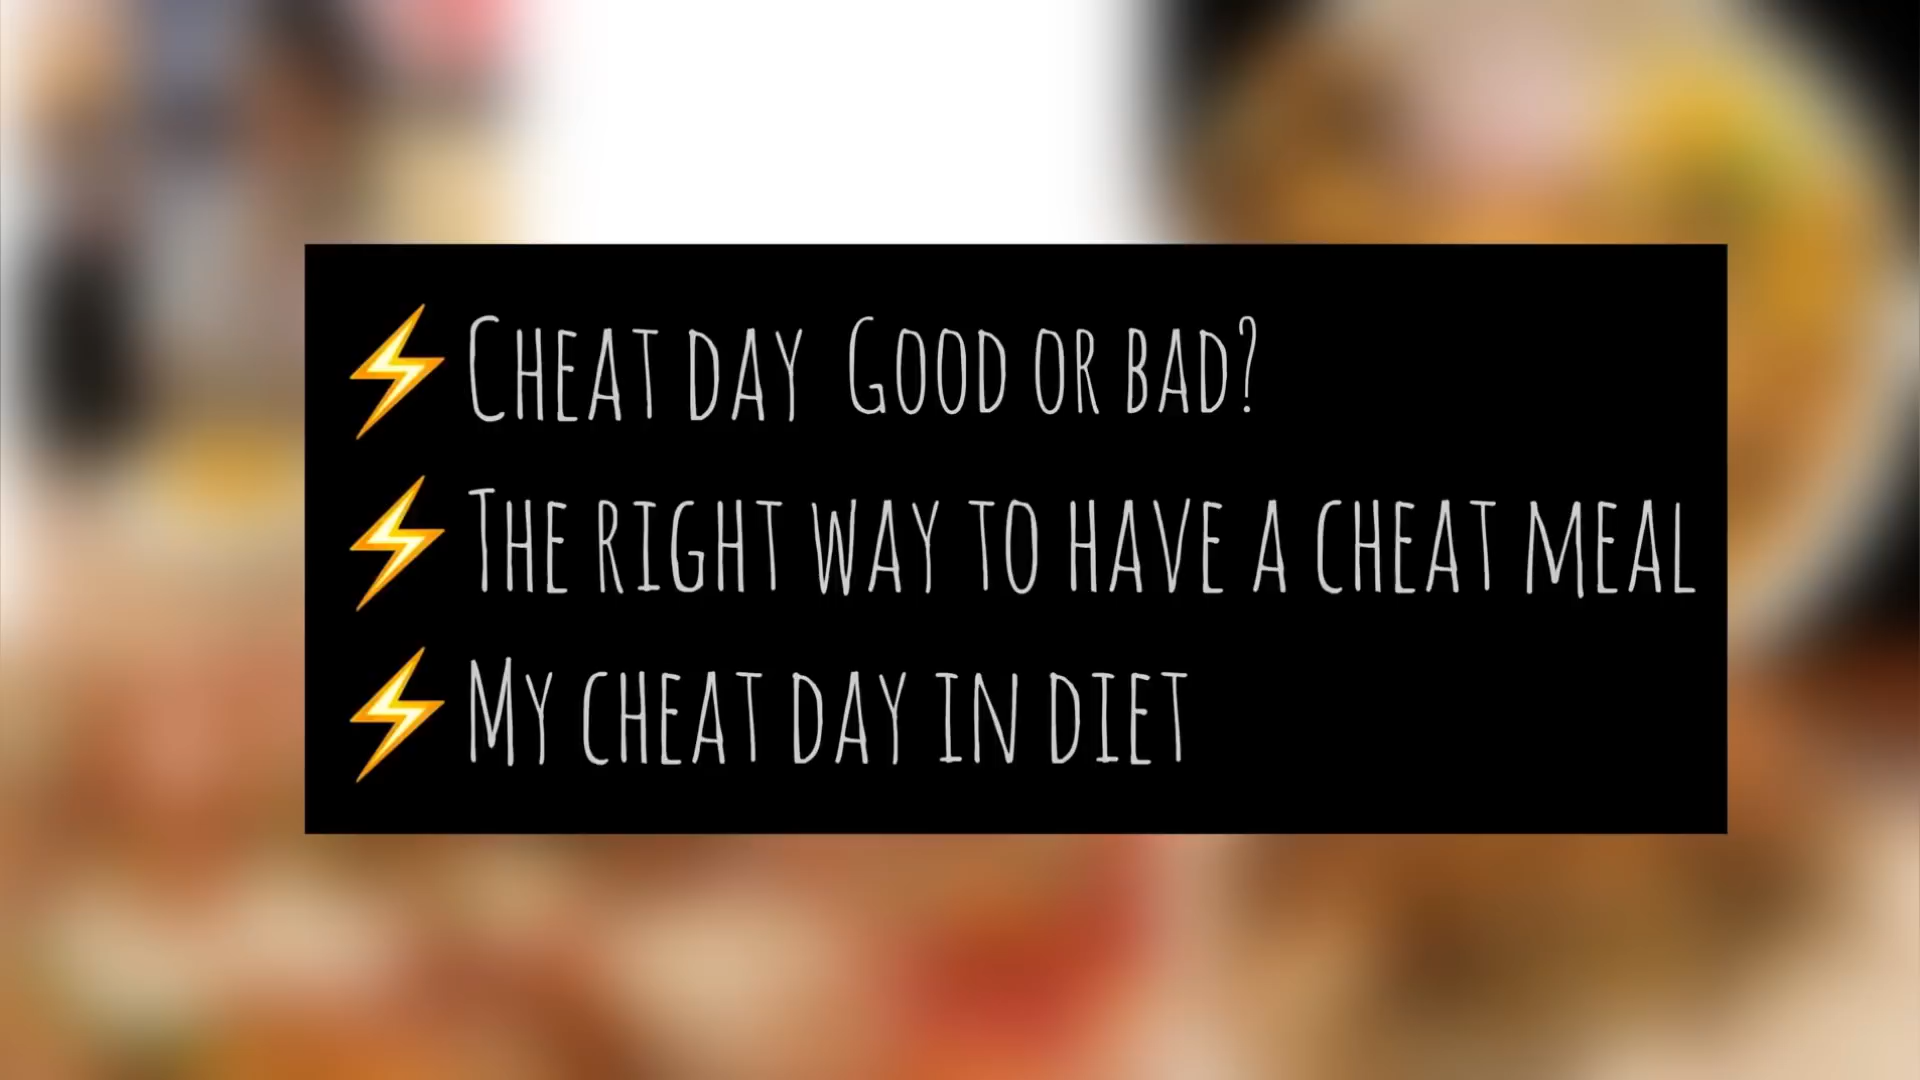 ⚡ Cheat day Good or bad?
⚡ The right way to have a cheat meal
⚡ My cheat day in diet